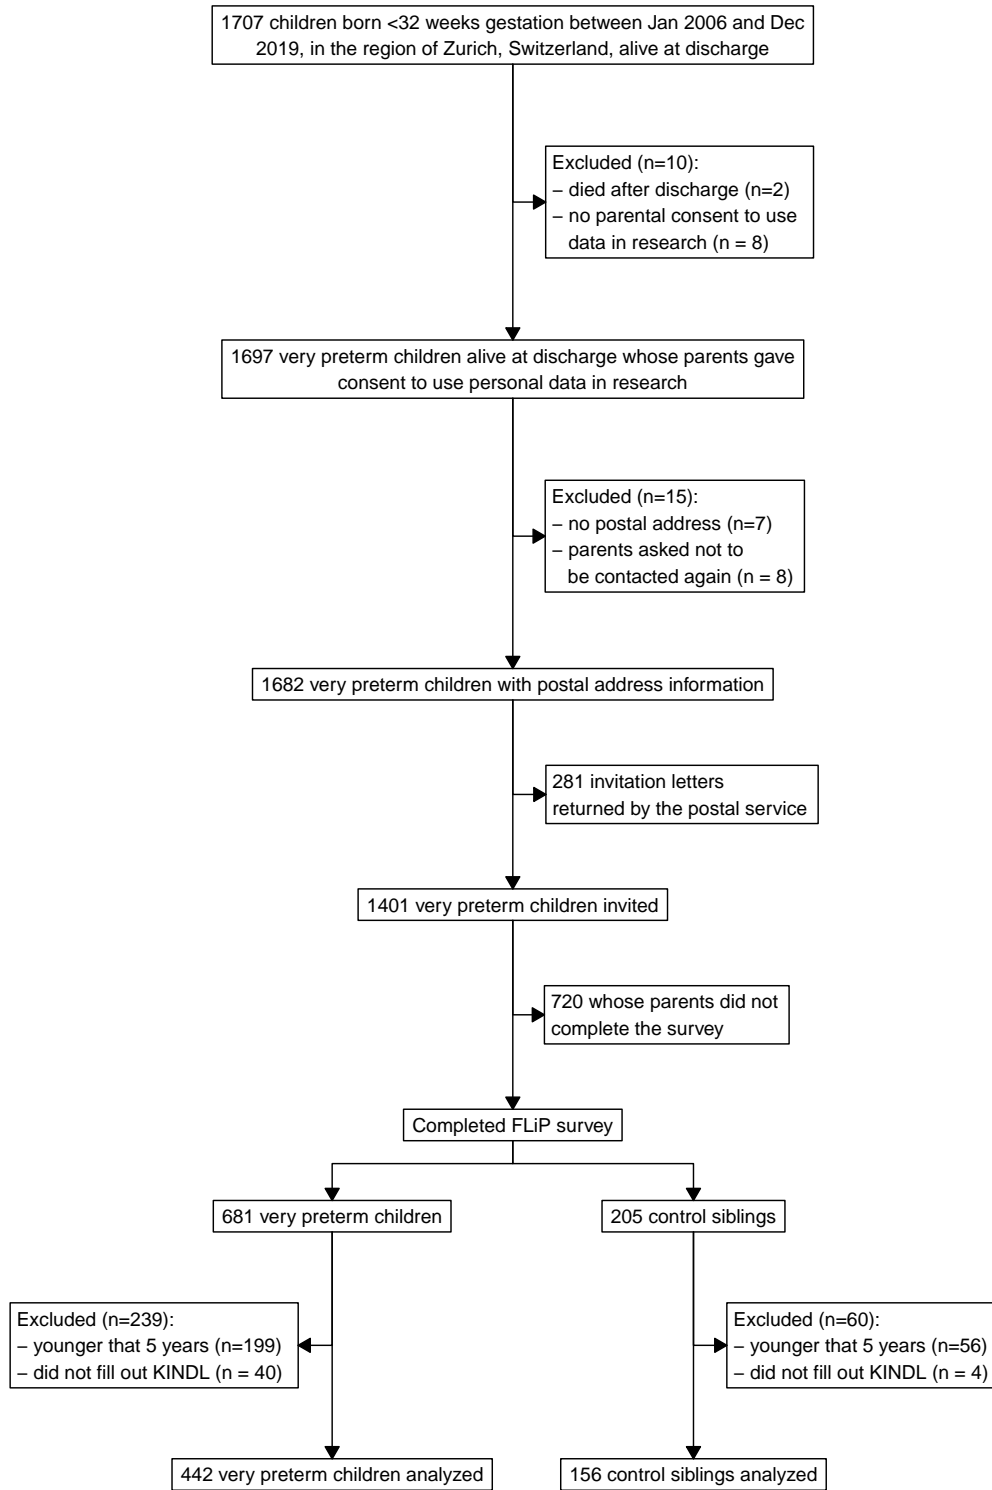 1707 children born <32 weeks gestation between Jan 2006 and Dec
2019, in the region of Zurich, Switzerland, alive at discharge
Excluded (n=10):
– died after discharge (n=2)
– no parental consent to use
data in research (n = 8)
1697 very preterm children alive at discharge whose parents gave
consent to use personal data in research
Excluded (n=15):
– no postal address (n=7)
– parents asked not to
be contacted again (n = 8)
1682 very preterm children with postal address information
281 invitation letters
returned by the postal service
1401 very preterm children invited
720 whose parents did not
complete the survey
Completed FLiP survey
681 very preterm children
205 control siblings
Excluded (n=239):
– younger that 5 years (n=199)
– did not fill out KINDL (n = 40)
Excluded (n=60):
– younger that 5 years (n=56)
– did not fill out KINDL (n = 4)
442 very preterm children analyzed
156 control siblings analyzed